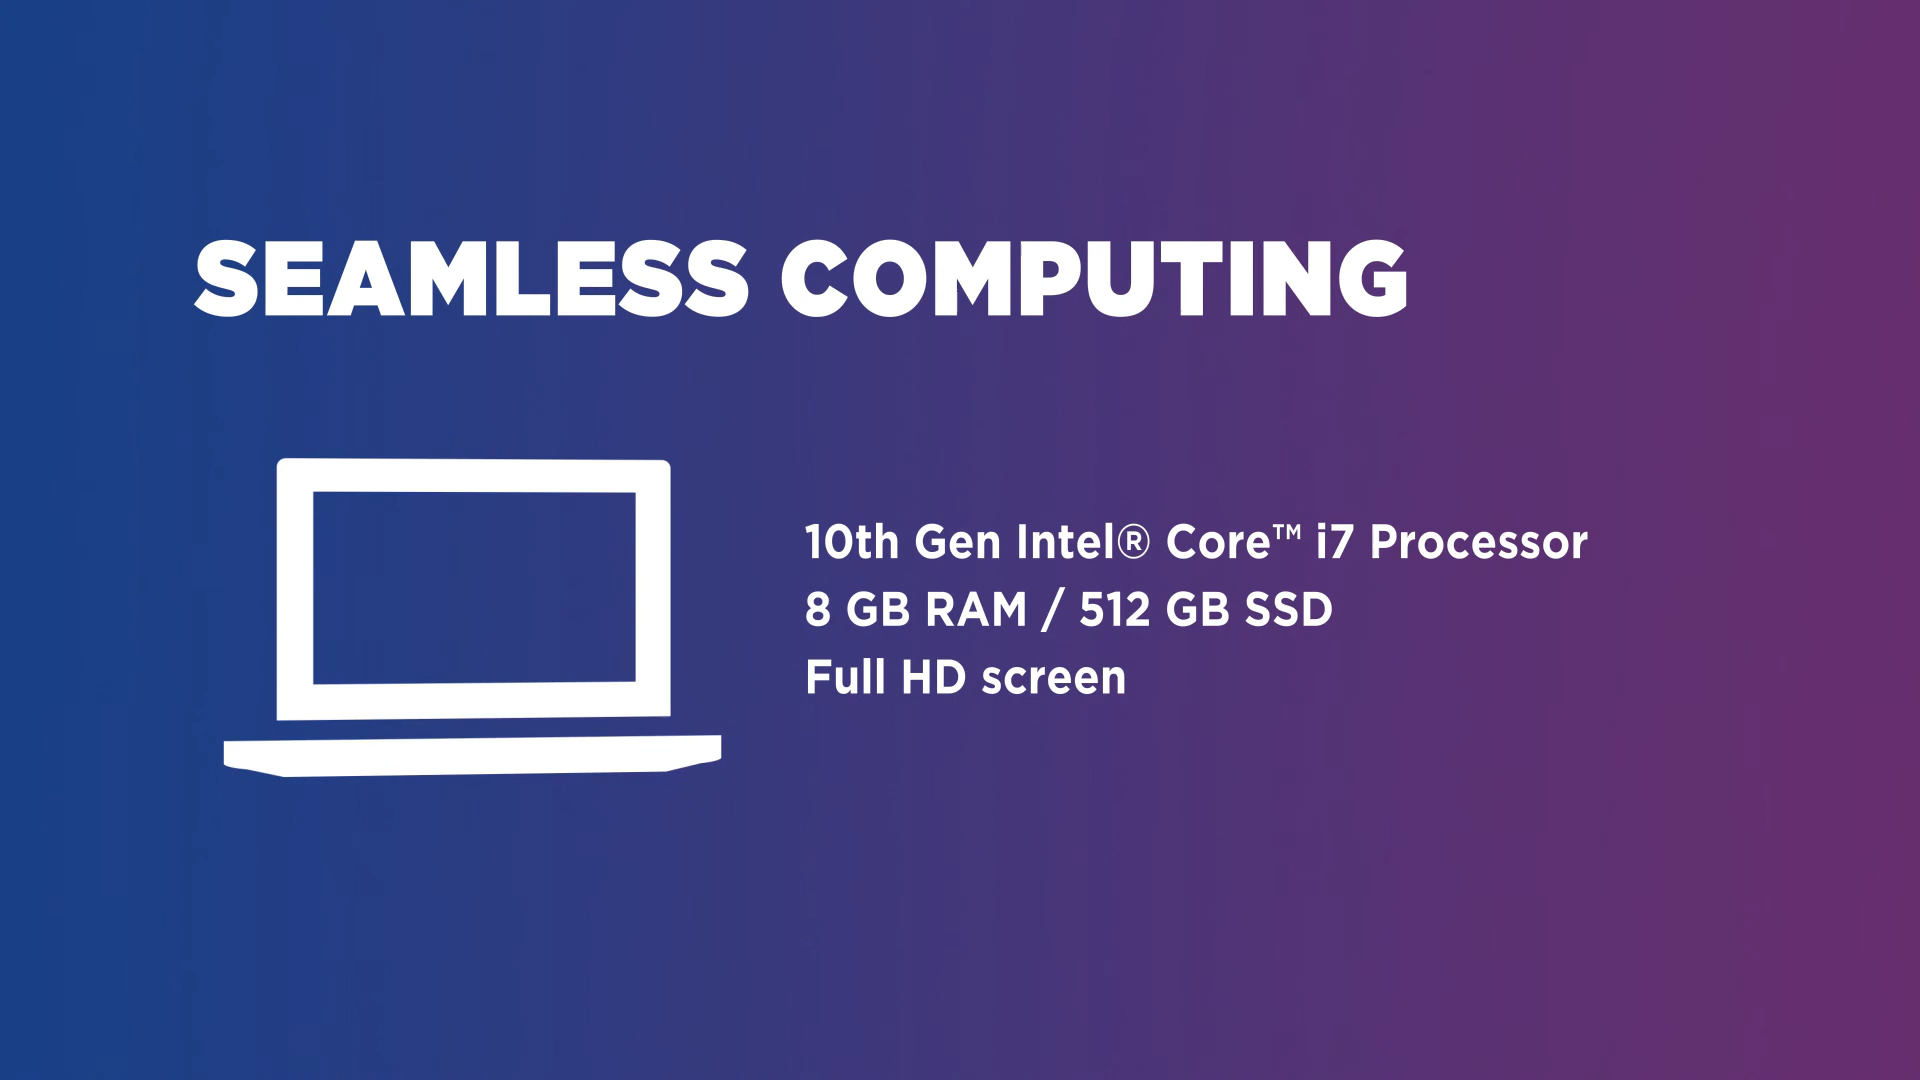 SEAMLESS COMPUTING
10th Gen Intel® Core™ i7 Processor
8 GB RAM / 512 GB SSD
Full HD screen